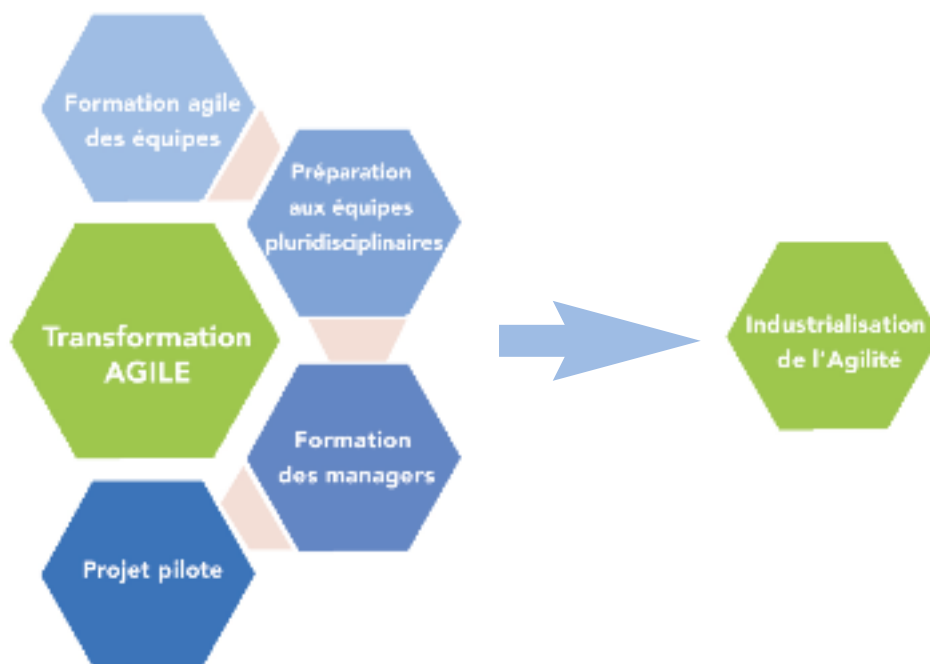 Formation agile
des équipes
Préparation
aux équipes
pluridisciplinaires
Transformation
AGILE
Formation
des managers
Projet pilote
Industrialisation
de l'Agilité